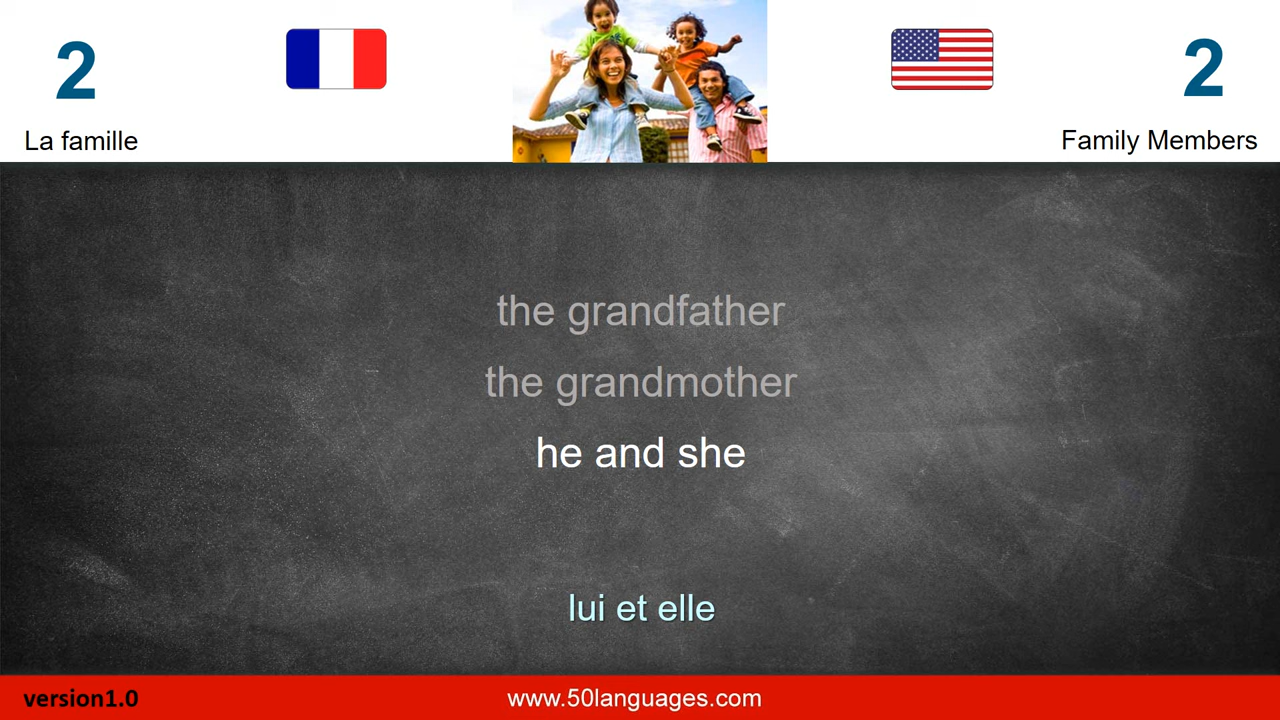 2
2
La famille
Family Members
the grandfather
the grandmother
he and she
lui et elle
version1.0
www.50languages.com